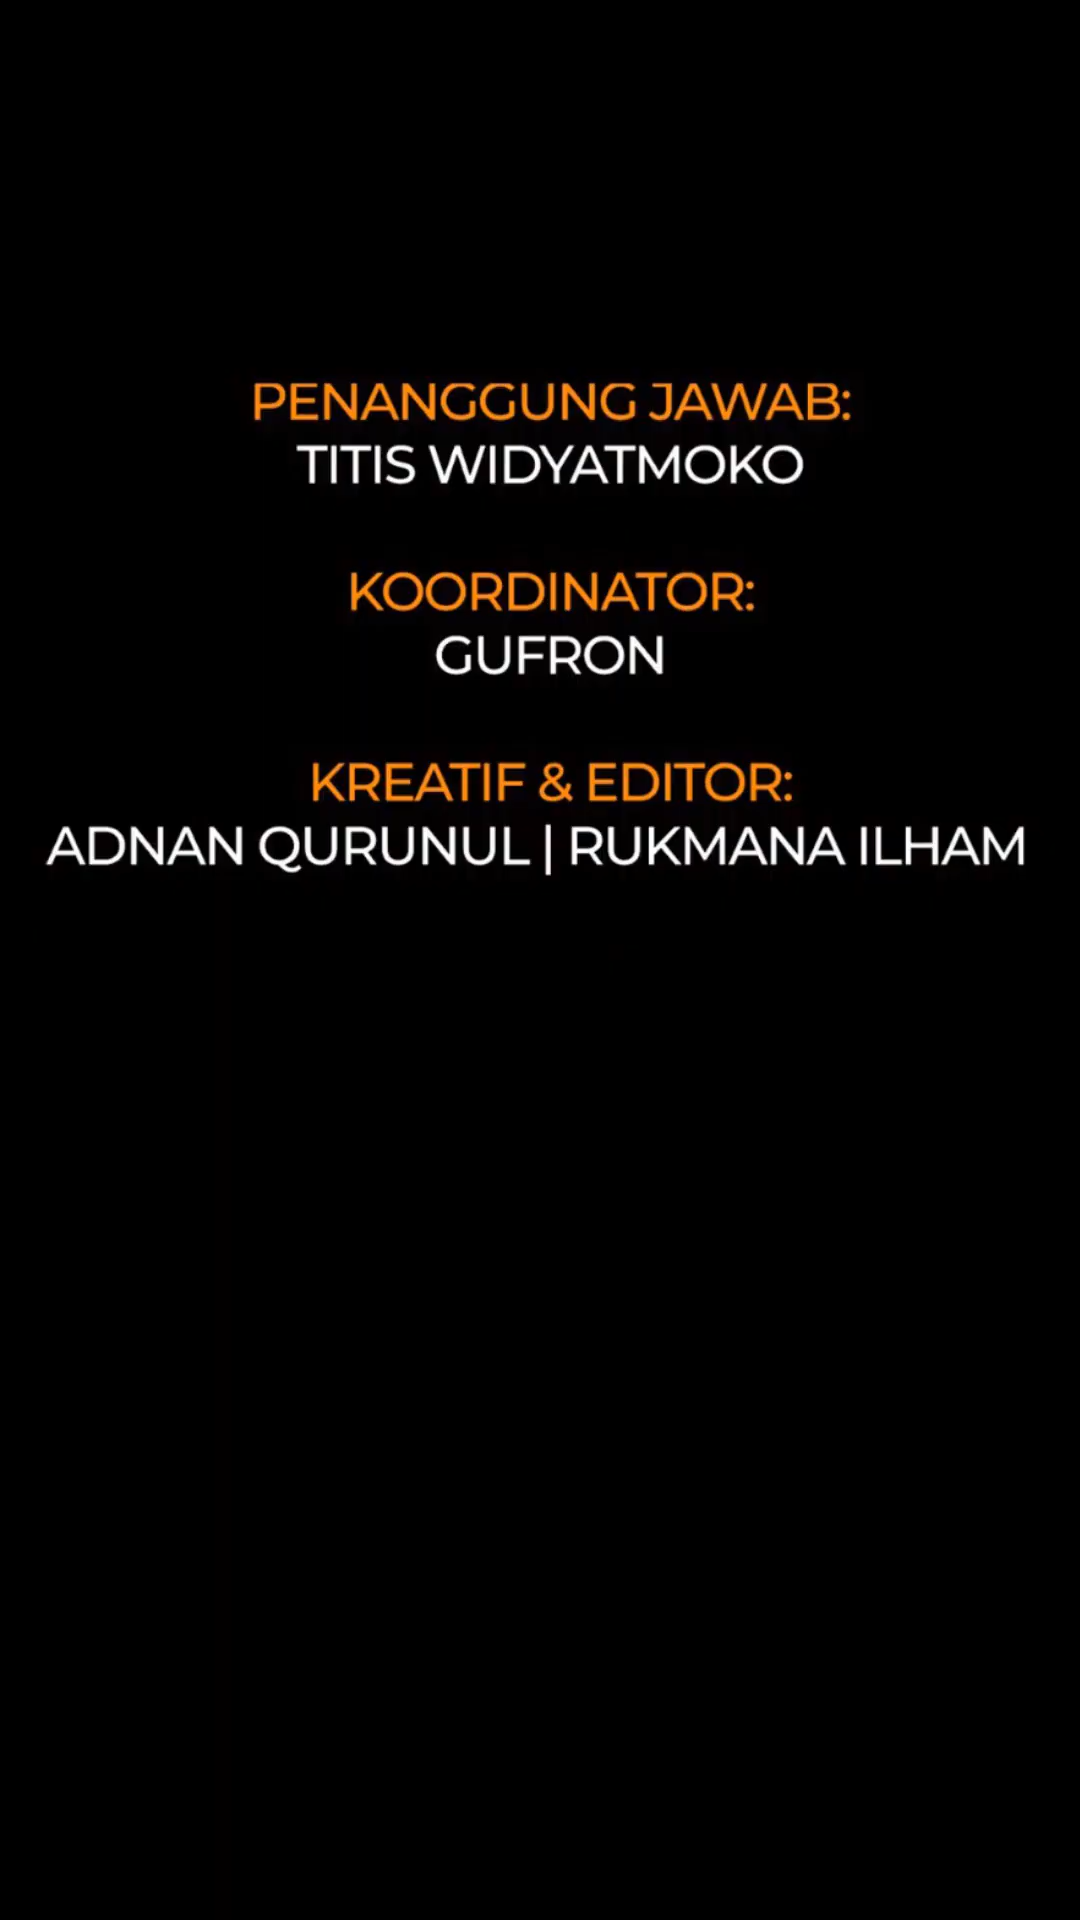 PENANGGUNG JAWAB:
TITIS WIDYATMOKO
KOORDINATOR:
GUFRON
KREATIF & EDITOR:
ADNAN QURUNUL | RUKMANA ILHAM